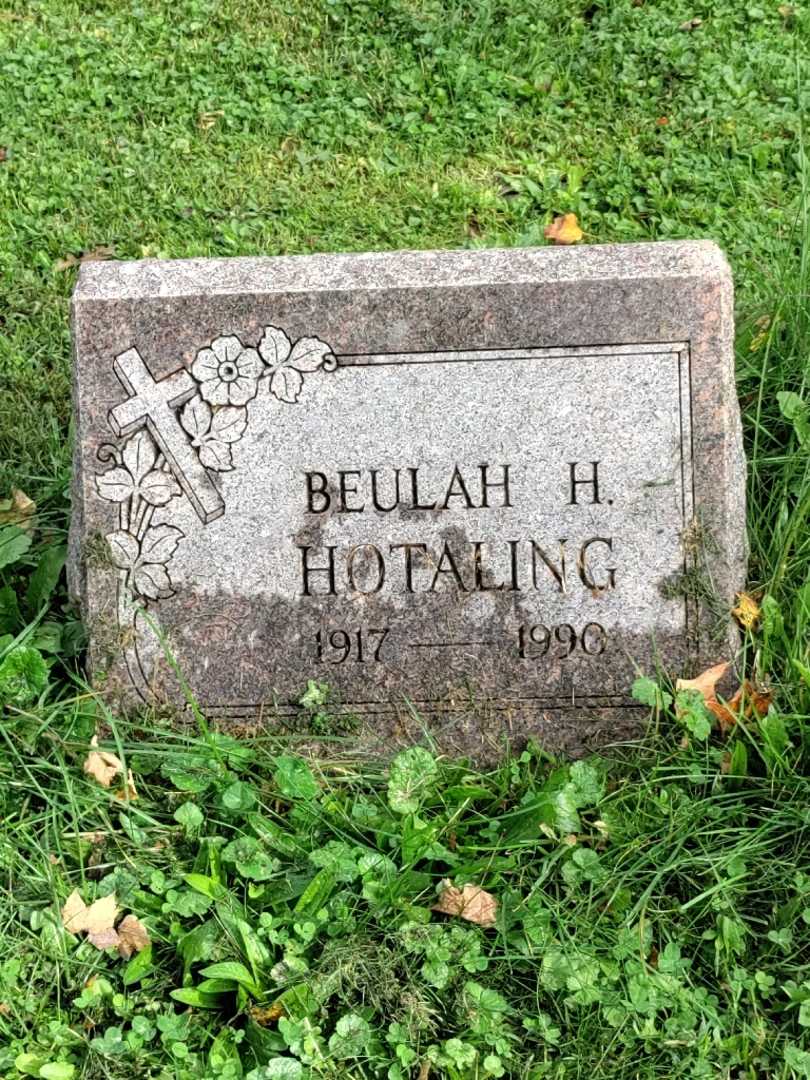 BEULAH H.
HOTALING
1917 — 1990